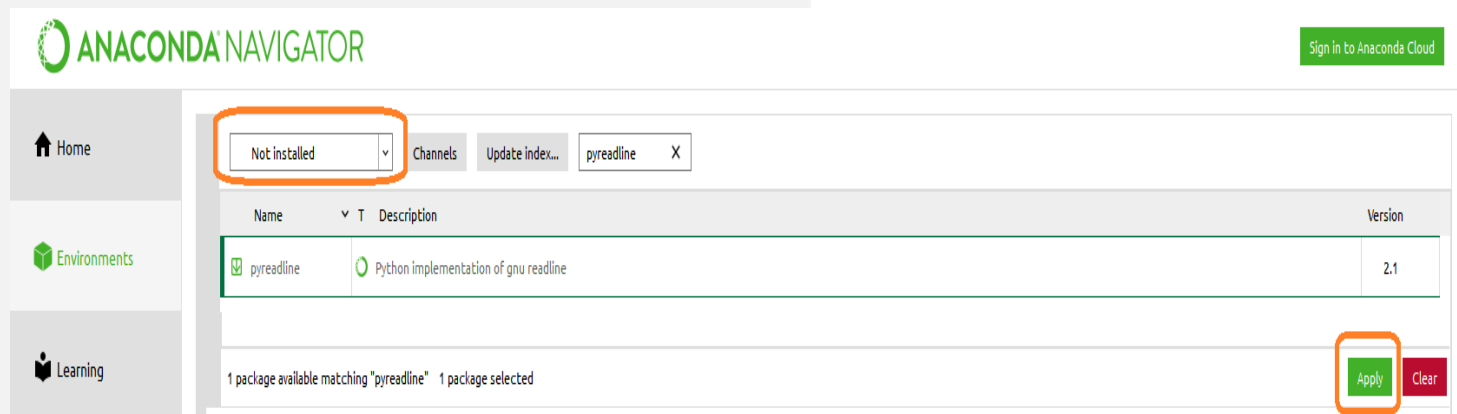 ANACONDA NAVIGATOR
Sign in to Anaconda Cloud
Home
Not installed Channels Update index... pyreadline X
Name T Description Version
Environments
pyreadline Python implementation of gnu readline 2.1
Learning
1 package available matching "pyreadline" 1 package selected Apply Clear